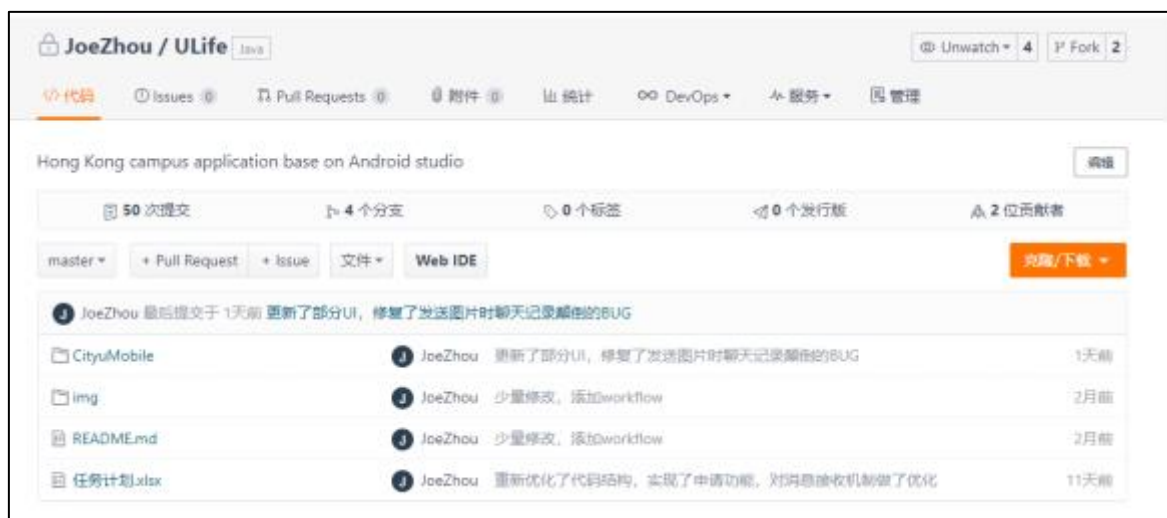 JoeZhou / ULife Java Unwatch 4 Fork 2
代码 Issues 0 Pull Requests 0 附件 0 统计 DevOps 服务 管理
Hong Kong campus application base on Android studio 编辑
50 次提交 4 个分支 0 个标签 0 个发行版 2 位贡献者
master + Pull Request + Issue 文件 Web IDE 克隆/下载
J JoeZhou 最后提交于 1天前 更新了部分UI，修复了发送图片时聊天记录颠倒的BUG
CityuMobile J JoeZhou 更新了部分UI，修复了发送图片时聊天记录颠倒的BUG 1天前
img J JoeZhou 少量修改，添加workflow 2月前
README.md J JoeZhou 少量修改，添加workflow 2月前
任务计划.xlsx J JoeZhou 重新优化了代码结构，实现了申请功能，对消息接收机制做了优化 11天前